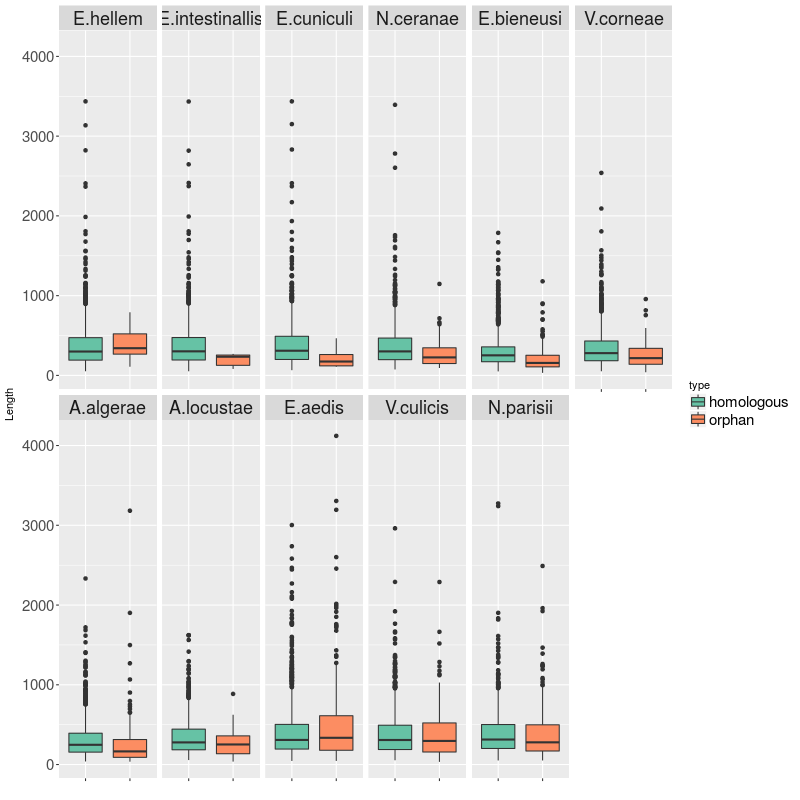 E.hellem E.intestinallis E.cuniculi N.ceranae E.bieneusi V.corneae
4000
3000
2000
1000
0
Length
type
homologous
orphan
A.algerae A.locustae E.aedis V.culicis N.parisii
4000
3000
2000
1000
0